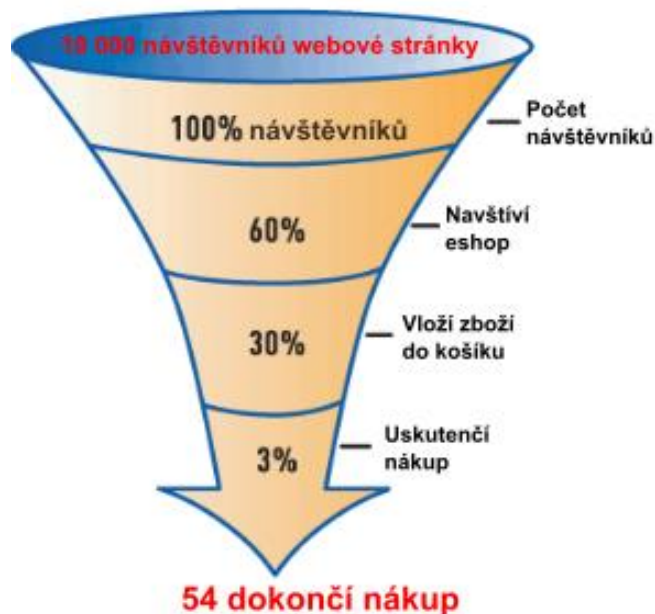 10 000 návštěvníků webové stránky
100% návštěvníků
Počet
návštěvníků
60%
Navštíví
eshop
30%
Vloží zboží
do košíku
3%
Uskutenčí
nákup
54 dokončí nákup